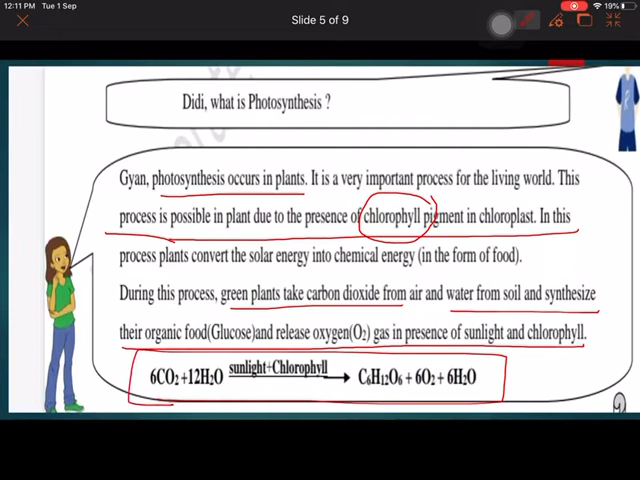 12:11 PM Tue 1 Sep
19%
Slide 5 of 9
Didi, what is Photosynthesis ?
Gyan, photosynthesis occurs in plants. It is a very important process for the living world. This
process is possible in plant due to the presence of chlorophyll pigment in chloroplast. In this
process plants convert the solar energy into chemical energy (in the form of food).
During this process, green plants take carbon dioxide from air and water from soil and synthesize
their organic food(Glucose)and release oxygen(O₂) gas in presence of sunlight and chlorophyll.
6CO₂ +12H₂O sunlight+Chlorophyll → C₆H₁₂O₆ + 6O₂ + 6H₂O